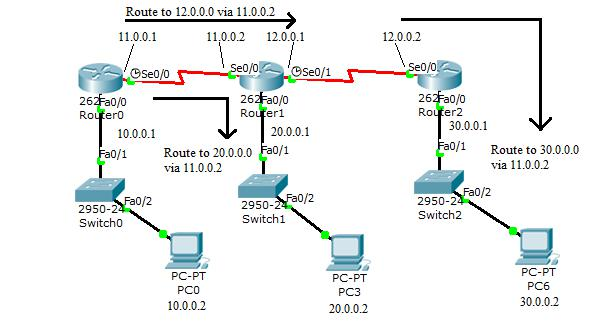 Route to 12.0.0.0 via 11.0.0.2
11.0.0.1
11.0.0.2
12.0.0.1
12.0.0.2
Se0/0
Se0/0
Se0/1
Se0/0
262
Fa0/0
Router0
262
Fa0/0
Router1
262
Fa0/0
Router2
10.0.0.1
20.0.0.1
30.0.0.1
Route to 20.0.0.0
via 11.0.0.2
Route to 30.0.0.0
via 11.0.0.2
Fa0/1
Fa0/1
Fa0/1
2950-24
Fa0/2
Switch0
2950-24
Fa0/2
Switch1
2950-24
Fa0/2
Switch2
PC-PT
PC0
10.0.0.2
PC-PT
PC3
20.0.0.2
PC-PT
PC6
30.0.0.2